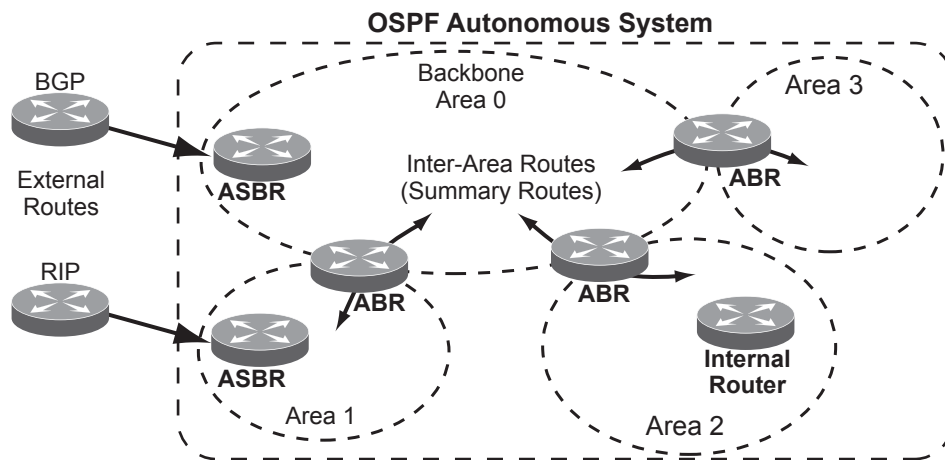 OSPF Autonomous System
BGP
Backbone
Area 0
Area 3
ASBR
Inter-Area Routes
(Summary Routes)
ABR
External
Routes
RIP
ABR
ABR
ASBR
Internal
Router
Area 1
Area 2